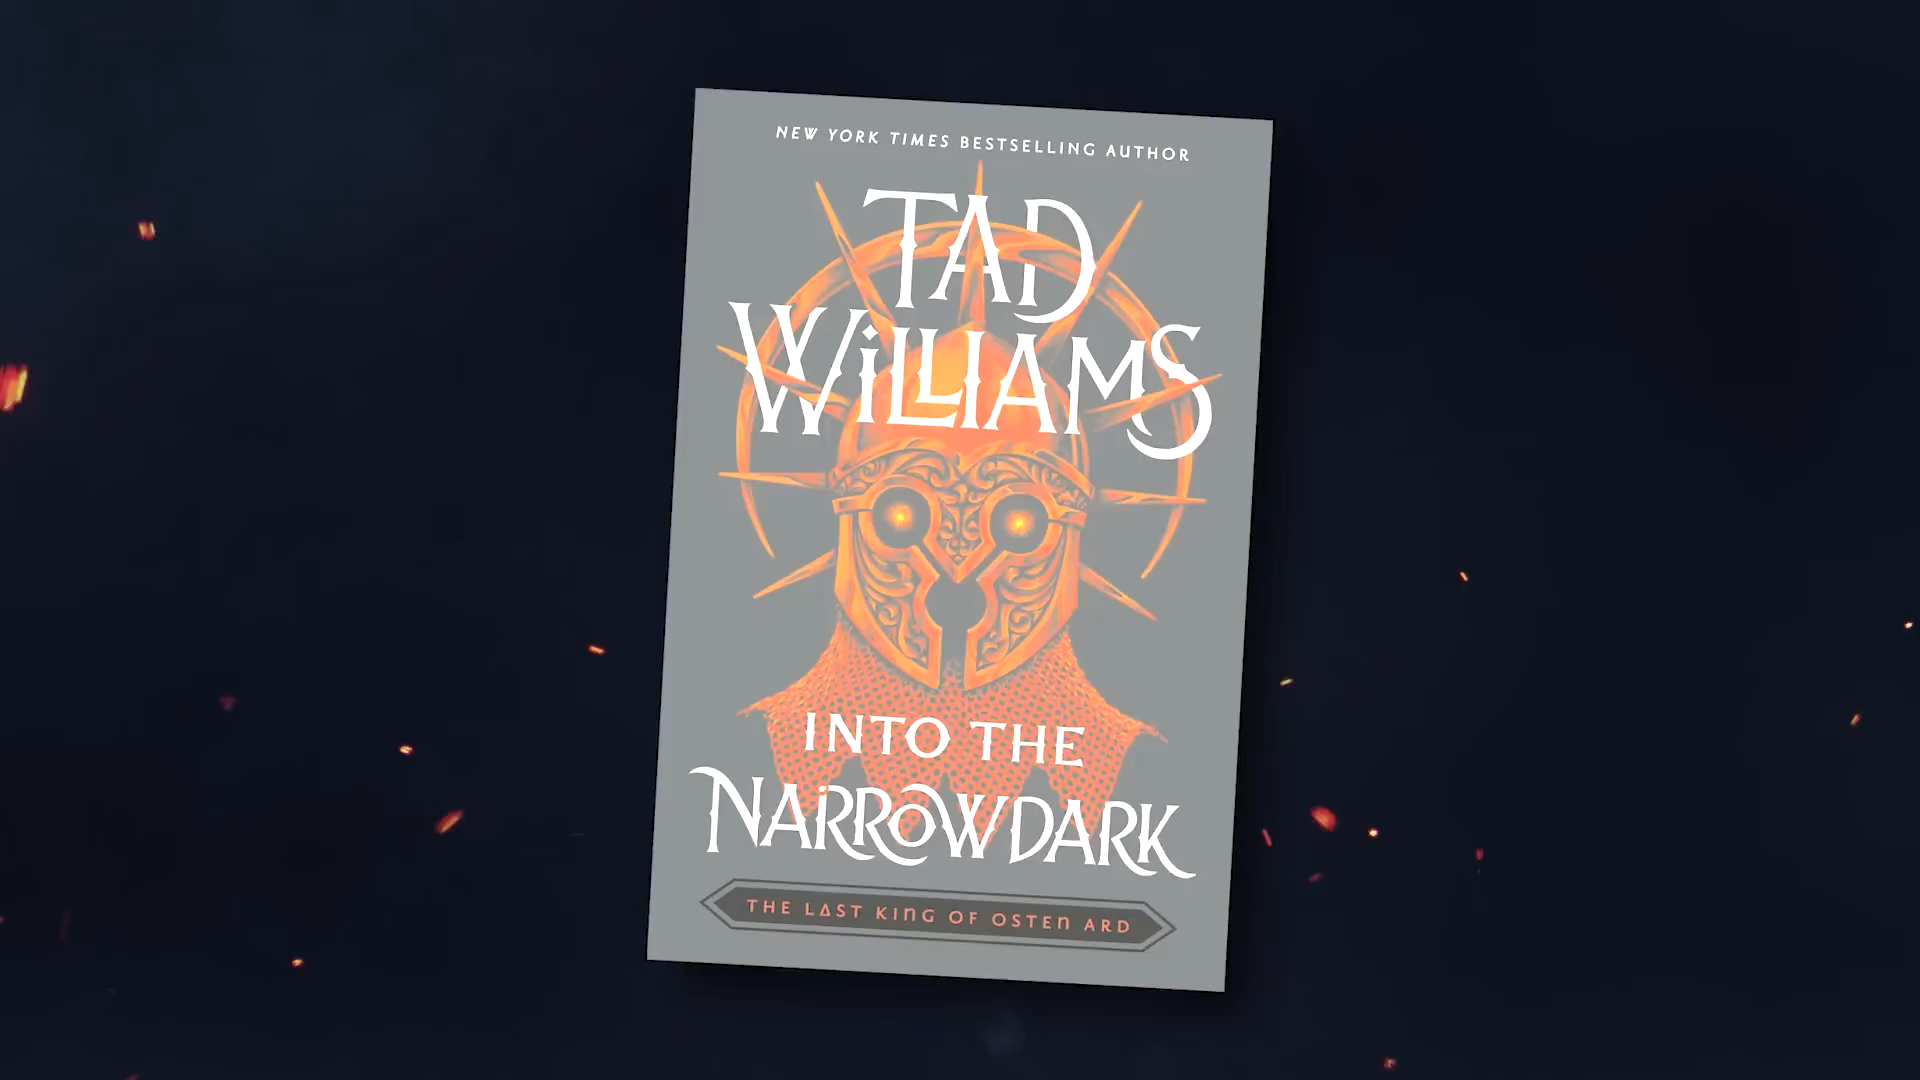 NEW YORK TIMES BESTSELLING AUTHOR
TAD
WiLLIAMS
INTO THE
NARROWDARK
THE LAST KING OF OSTEN ARD